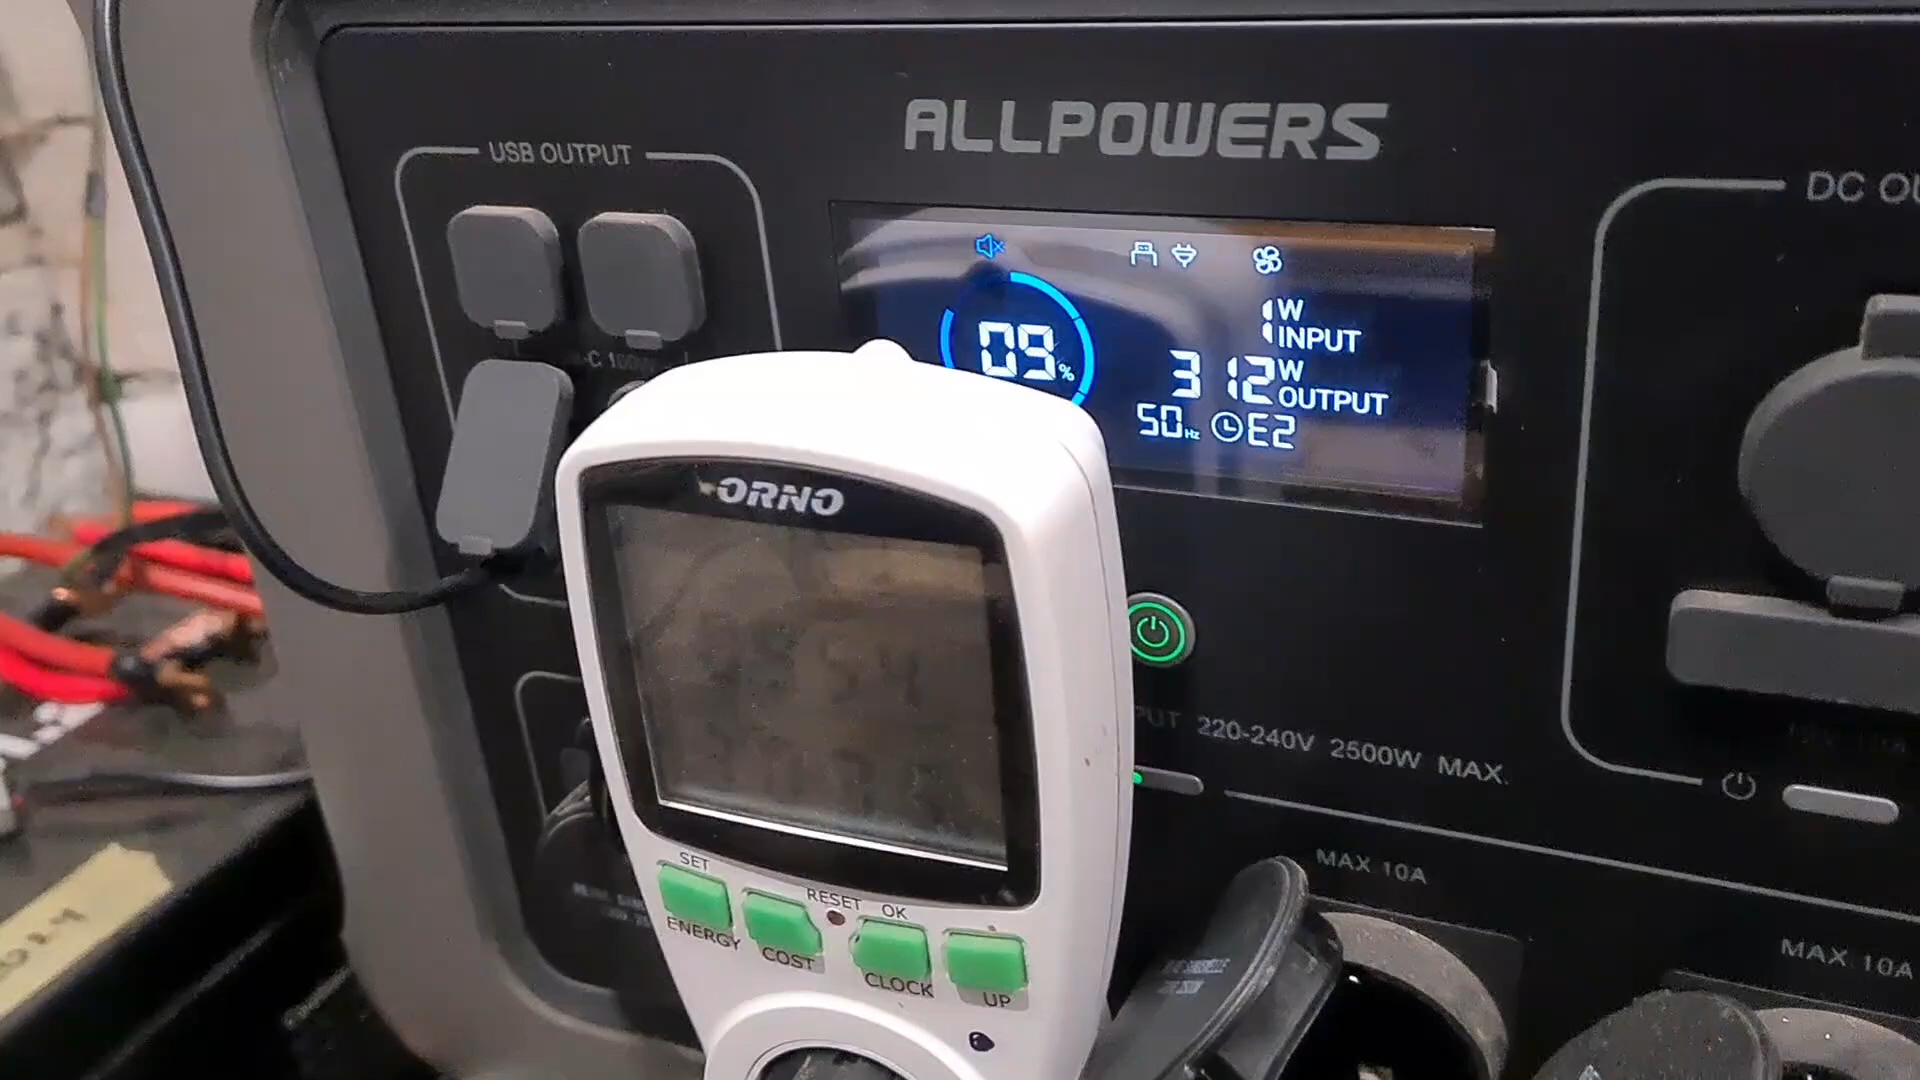 ALLPOWERS
USB OUTPUT
DC OU
1W
INPUT
09%
312W
OUTPUT
50Hz E2
ORNO
220-240V 2500W MAX.
SET
RESET OK
ENERGY
COST
CLOCK
UP
MAX 10A
MAX 10A